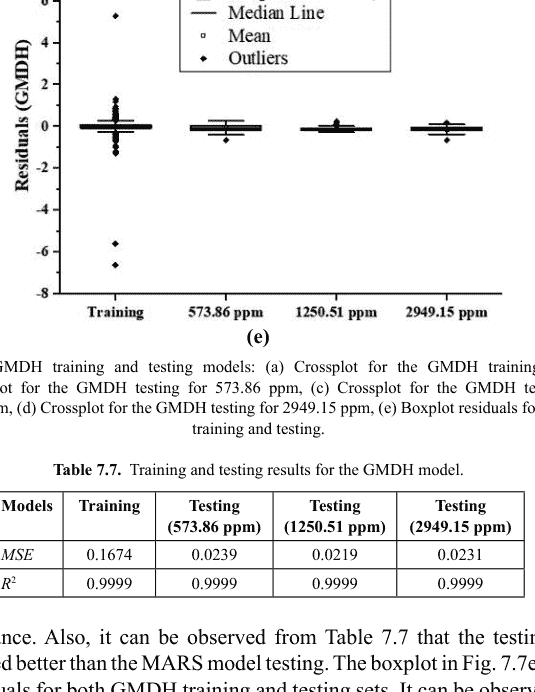 6
Median Line
Mean
Outliers
4
2
0
-2
-4
-6
-8
Residuals (GMDH)
Training 573.86 ppm 1250.51 ppm 2949.15 ppm
(e)
GMDH training and testing models: (a) Crossplot for the GMDH training
for the GMDH testing for 573.86 ppm, (c) Crossplot for the GMDH
(d) Crossplot for the GMDH testing for 2949.15 ppm, (e) Boxplot residuals
training and testing.
Table 7.7. Training and testing results for the GMDH model.
Models Training Testing Testing Testing
(573.86 ppm) (1250.51 ppm) (2949.15 ppm)
MSE 0.1674 0.0239 0.0219 0.0231
R² 0.9999 0.9999 0.9999 0.9999
Also, it can be observed from Table 7.7 that the
better than the MARS model testing. The boxplot in Fig. 7.7e
for both GMDH training and testing sets. It can be